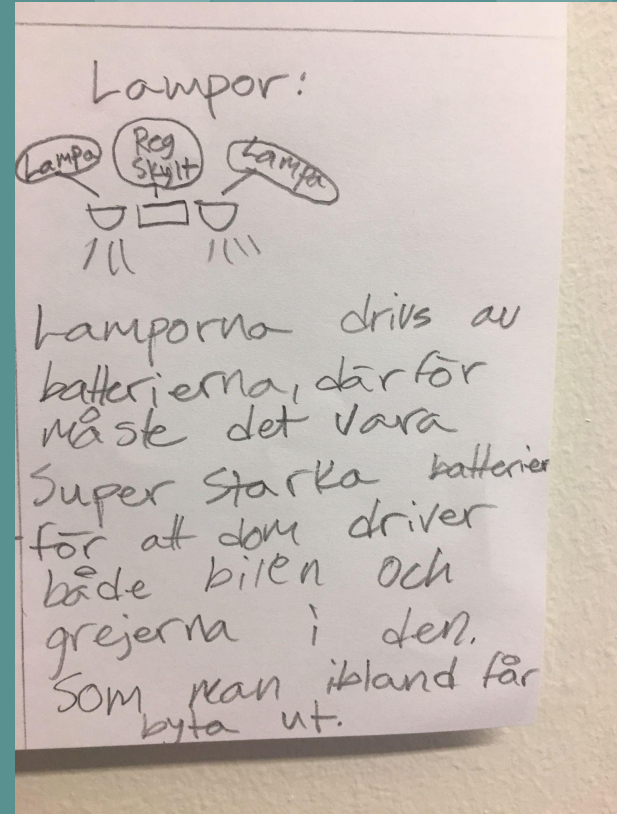 Lampor:
Lampa
Reg
Skylt
Lampa
Lamporna drivs av
batterierna, därför
måste det vara
Super starka batterier
för att dom driver
både bilen och
grejerna i den.
Som man ibland får
byta ut.